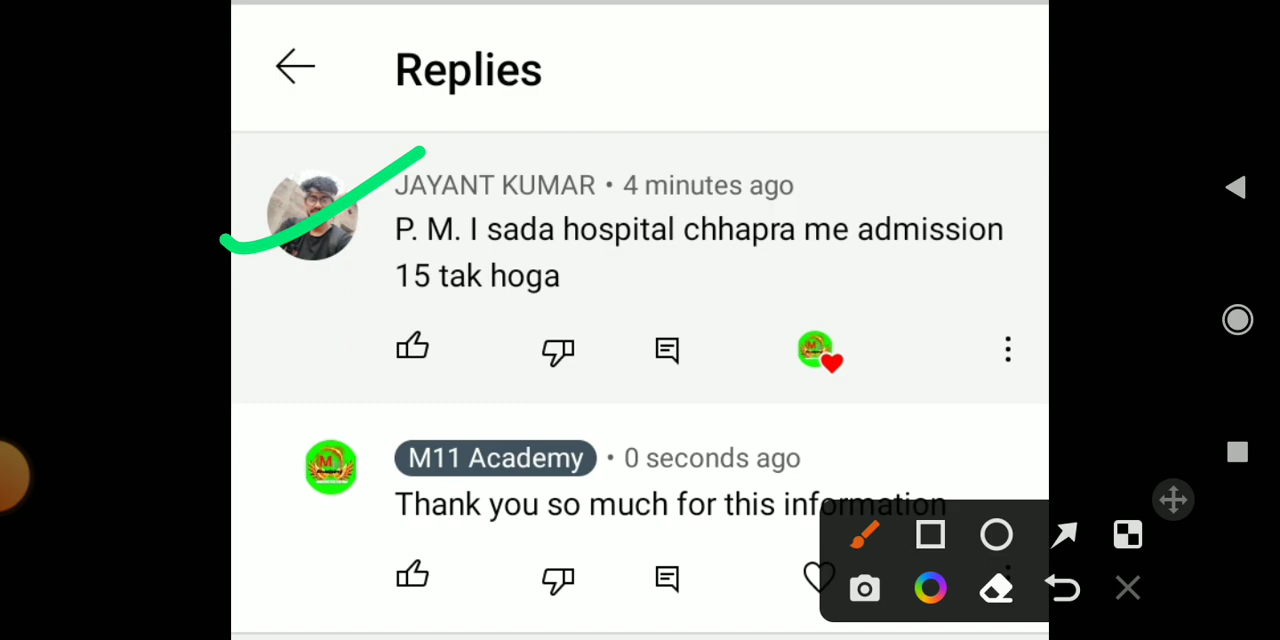 Replies
JAYANT KUMAR • 4 minutes ago
P. M. I sada hospital chhapra me admission
15 tak hoga
M11 Academy • 0 seconds ago
Thank you so much for this information